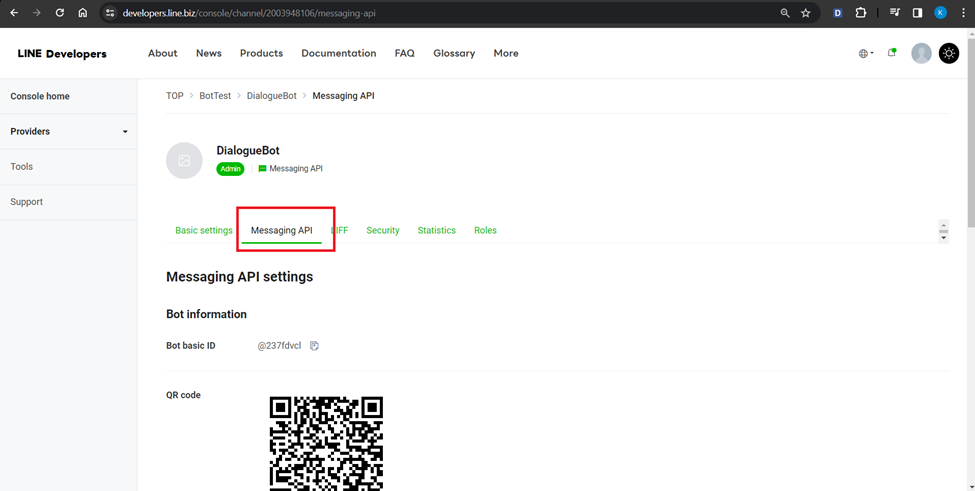 developers.line.biz/console/channel/2003948106/messaging-api
D
K
LINE Developers
About
News
Products
Documentation
FAQ
Glossary
More
Console home
Providers
Tools
Support
TOP > BotTest > DialogueBot > Messaging API
DialogueBot
Admin
Messaging API
Basic settings
Messaging API
LIFF
Security
Statistics
Roles
Messaging API settings
Bot information
Bot basic ID
@237fdvcl
QR code